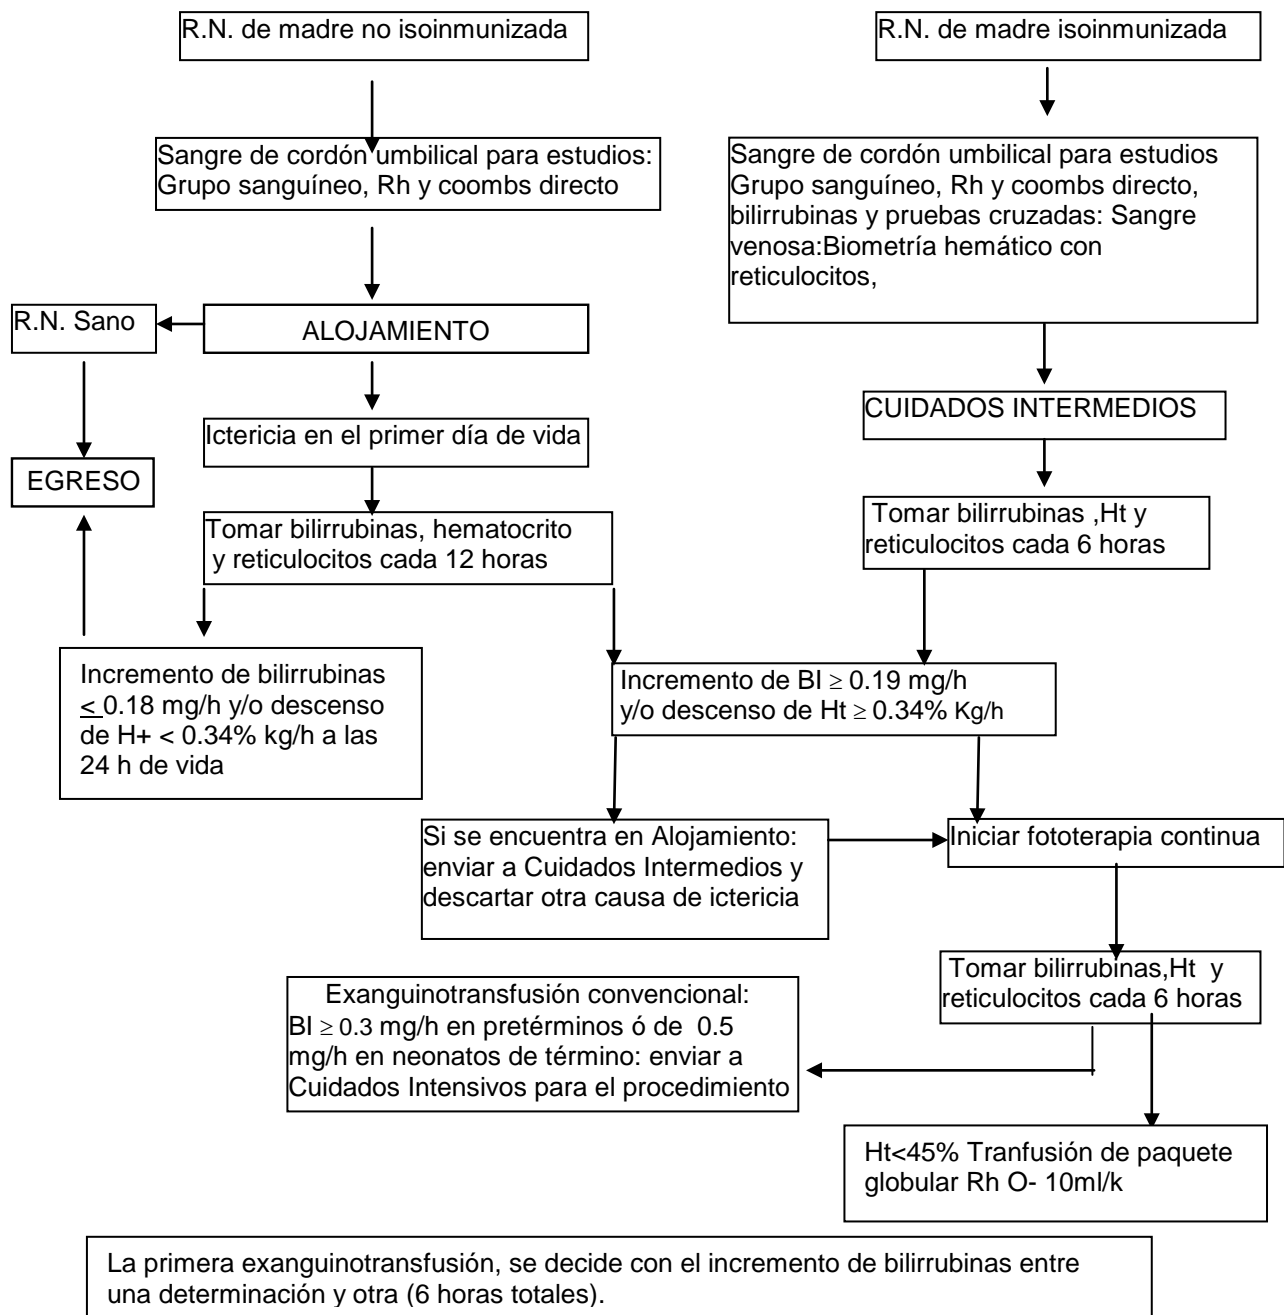 R.N. de madre no isoinmunizada
R.N. de madre isoinmunizada
Sangre de cordón umbilical para estudios:
Grupo sanguíneo, Rh y coombs directo
Sangre de cordón umbilical para estudios
Grupo sanguíneo, Rh y coombs directo,
bilirrubinas y pruebas cruzadas: Sangre
venosa:Biometría hemático con
reticulocitos,
R.N. Sano
ALOJAMIENTO
CUIDADOS INTERMEDIOS
Ictericia en el primer día de vida
EGRESO
Tomar bilirrubinas, hematocrito
y reticulocitos cada 12 horas
Tomar bilirrubinas ,Ht y
reticulocitos cada 6 horas
Incremento de bilirrubinas
< 0.18 mg/h y/o descenso
de H+ < 0.34% kg/h a las
24 h de vida
Incremento de BI ≥ 0.19 mg/h
y/o descenso de Ht ≥ 0.34% Kg/h
Si se encuentra en Alojamiento:
enviar a Cuidados Intermedios y
descartar otra causa de ictericia
Iniciar fototerapia continua
Tomar bilirrubinas,Ht y
reticulocitos cada 6 horas
Exanguinotransfusión convencional:
BI ≥ 0.3 mg/h en pretérminos ó de 0.5
mg/h en neonatos de término: enviar a
Cuidados Intensivos para el procedimiento
Ht<45% Tranfusión de paquete
globular Rh O- 10ml/k
La primera exanguinotransfusión, se decide con el incremento de bilirrubinas entre
una determinación y otra (6 horas totales).